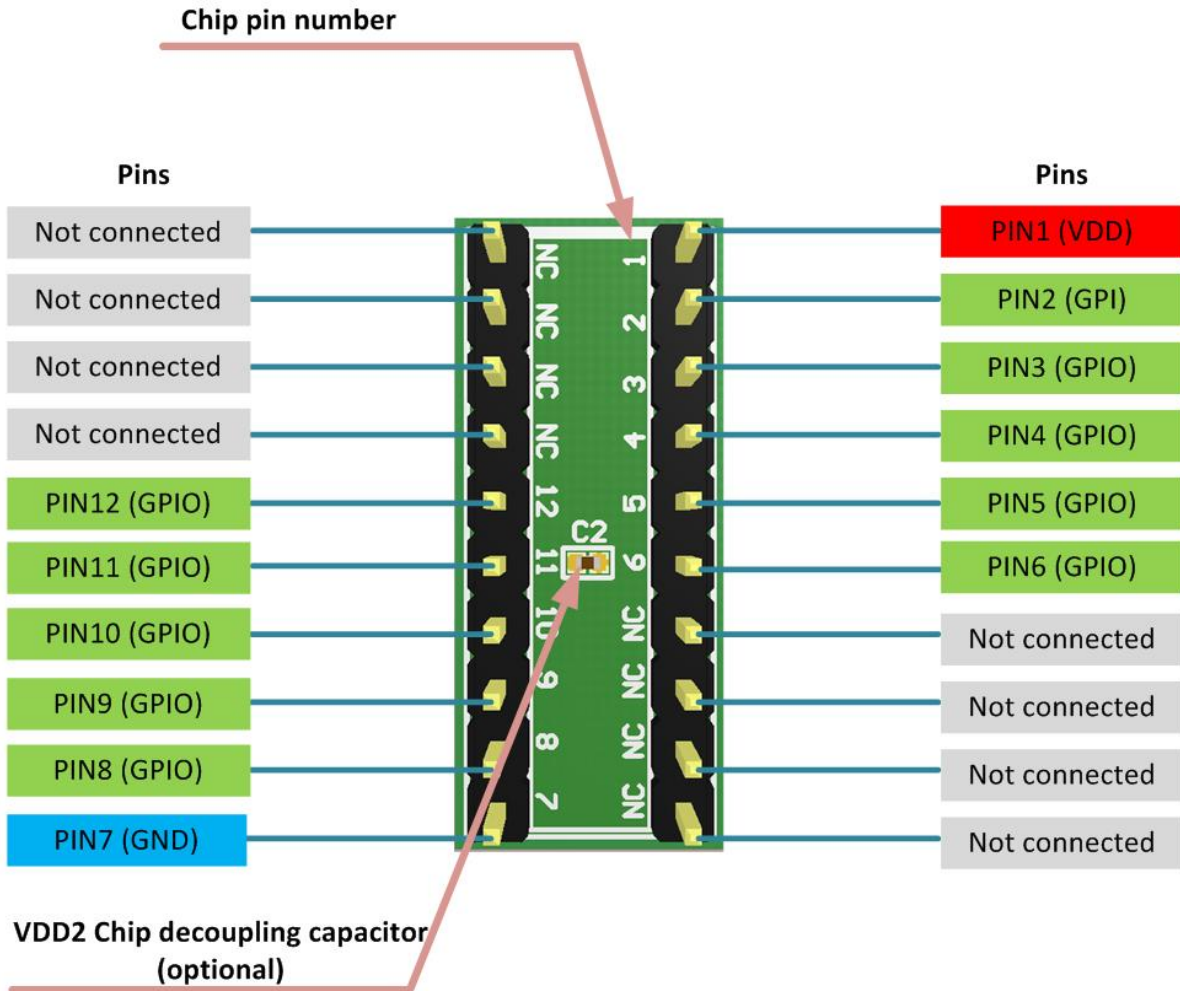 Chip pin number
Pins
Not connected
Not connected
Not connected
Not connected
PIN12 (GPIO)
PIN11 (GPIO)
PIN10 (GPIO)
PIN9 (GPIO)
PIN8 (GPIO)
PIN7 (GND)
NC
NC
NC
NC
12
11
10
9
8
7
C2
1
2
3
4
5
6
NC
NC
NC
NC
Pins
PIN1 (VDD)
PIN2 (GPI)
PIN3 (GPIO)
PIN4 (GPIO)
PIN5 (GPIO)
PIN6 (GPIO)
Not connected
Not connected
Not connected
Not connected
VDD2 Chip decoupling capacitor
(optional)